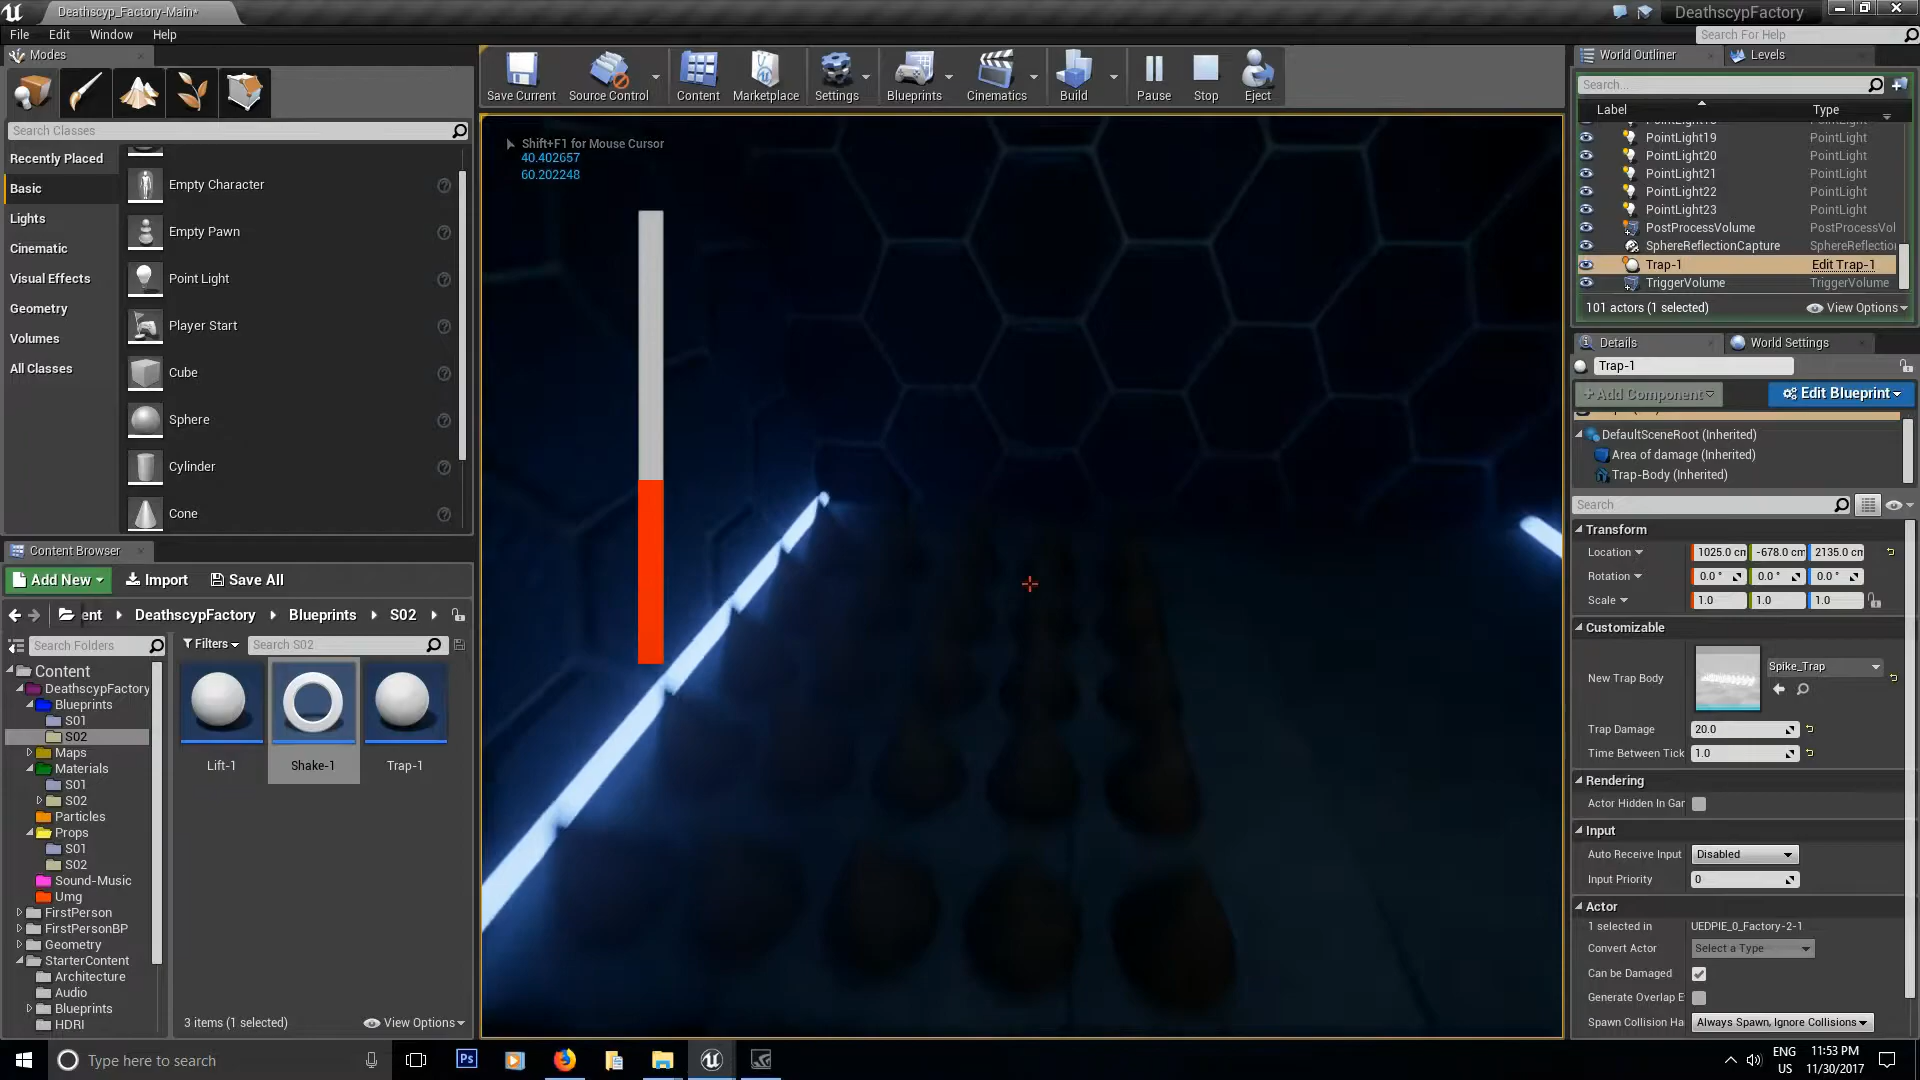 Deathscyp_Factory-Main*
DeathscypFactory
File Edit Window Help
Search For Help
Modes
Search Classes
Recently Placed
Basic
Lights
Cinematic
Visual Effects
Geometry
Volumes
All Classes
Empty Character
Empty Pawn
Point Light
Player Start
Cube
Sphere
Cylinder
Cone
Save Current
Source Control
Content
Marketplace
Settings
Blueprints
Cinematics
Build
Pause
Stop
Eject
Shift+F1 for Mouse Cursor
40.402657
60.202248
World Outliner
Levels
Search...
Label Type
PointLight19 PointLight
PointLight20 PointLight
PointLight21 PointLight
PointLight22 PointLight
PointLight23 PointLight
PostProcessVolume PostProcessVol
SphereReflectionCapture SphereReflectio
Trap-1 Edit Trap-1
TriggerVolume TriggerVolume
101 actors (1 selected)
View Options
Details
World Settings
Trap-1
+Add Component
Edit Blueprint
DefaultSceneRoot (Inherited)
Area of damage (Inherited)
Trap-Body (Inherited)
Search
Transform
Location 1025.0 cm -678.0 cm 2135.0 cm
Rotation 0.0 ° 0.0 ° 0.0 °
Scale 1.0 1.0 1.0
Customizable
New Trap Body Spike_Trap
Trap Damage 20.0
Time Between Tick 1.0
Rendering
Actor Hidden In Gar
Input
Auto Receive Input Disabled
Input Priority 0
Actor
1 selected in UEDPIE_0_Factory-2-1
Convert Actor Select a Type
Can be Damaged
Generate Overlap E
Spawn Collision Ha Always Spawn, Ignore Collisions
Content Browser
Add New Import Save All
ent DeathscypFactory Blueprints S02
Search Folders
Filters
Search S02
Content
DeathscypFactory
Blueprints
S01
S02
Maps
Materials
S01
S02
Particles
Props
S01
S02
Sound-Music
Umg
FirstPerson
FirstPersonBP
Geometry
StarterContent
Architecture
Audio
Blueprints
HDRI
Lift-1
Shake-1
Trap-1
3 items (1 selected)
View Options
Type here to search
Ps
ENG
US
11:53 PM
11/30/2017